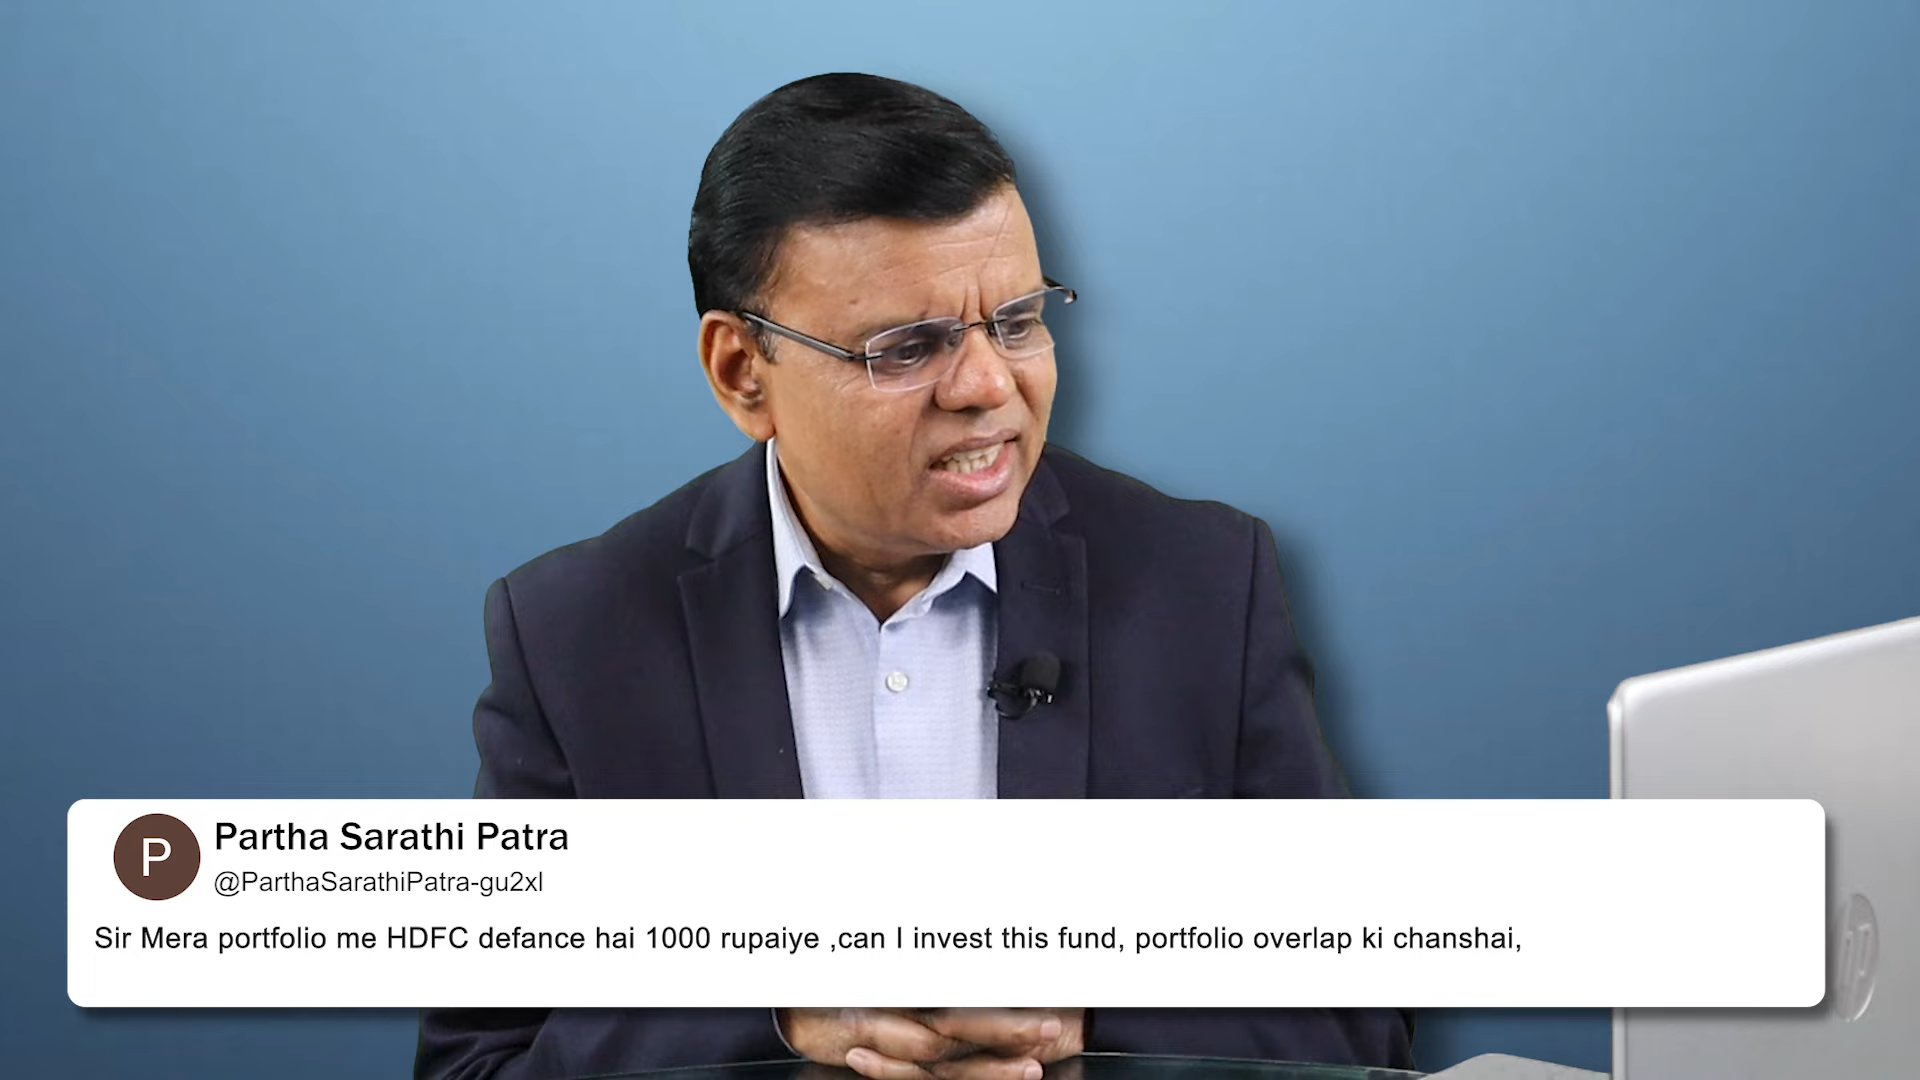 P
Partha Sarathi Patra
@ParthaSarathiPatra-gu2xl
Sir Mera portfolio me HDFC defance hai 1000 rupaiye ,can I invest this fund, portfolio overlap ki chanshai,
hp